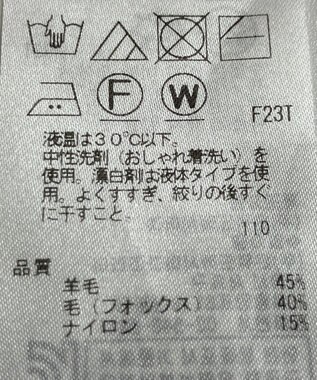 F
W
F23T
液温は30℃以下。
中性洗剤（おしゃれ着洗い）を
使用。漂白剤は液体タイプを使
用。よくすすぎ、絞りの後すぐ
に干すこと。
110
品質
羊毛 45%
毛（フォックス） 40%
ナイロン 15%